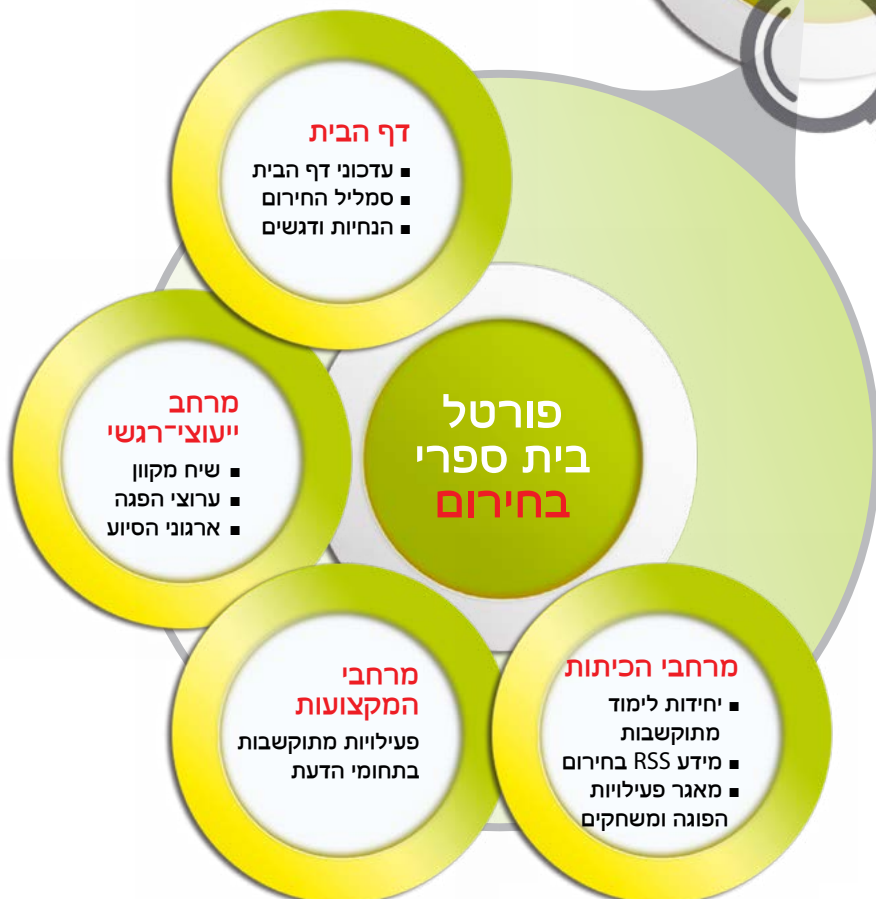 דף הבית
▪ עדכוני דף הבית
▪ סמליל החירום
▪ הנחיות ודגשים
מרחב
ייעוצי־רגשי
▪ שיח מקוון
▪ ערוצי הפגה
▪ ארגוני הסיוע
פורטל
בית ספרי
בחירום
מרחבי הכיתות
▪ יחידות לימוד
מתוקשבות
▪ מידע RSS בחירום
▪ מאגר פעילויות
הפוגה ומשחקים
מרחבי
המקצועות
פעילויות מתוקשבות
בתחומי הדעת